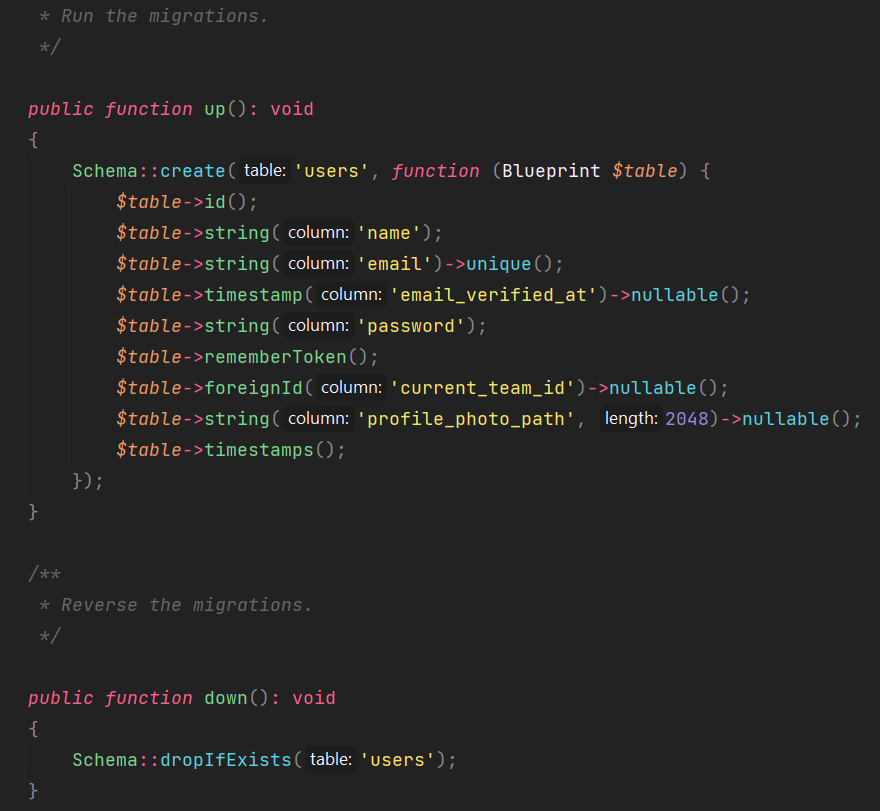 * Run the migrations.
*/
public function up(): void
{
Schema::create( table: 'users', function (Blueprint $table) {
$table->id();
$table->string( column: 'name');
$table->string( column: 'email')->unique();
$table->timestamp( column: 'email_verified_at')->nullable();
$table->string( column: 'password');
$table->rememberToken();
$table->foreignId( column: 'current_team_id')->nullable();
$table->string( column: 'profile_photo_path', length: 2048)->nullable();
$table->timestamps();
});
}
/**
* Reverse the migrations.
*/
public function down(): void
{
Schema::dropIfExists( table: 'users');
}